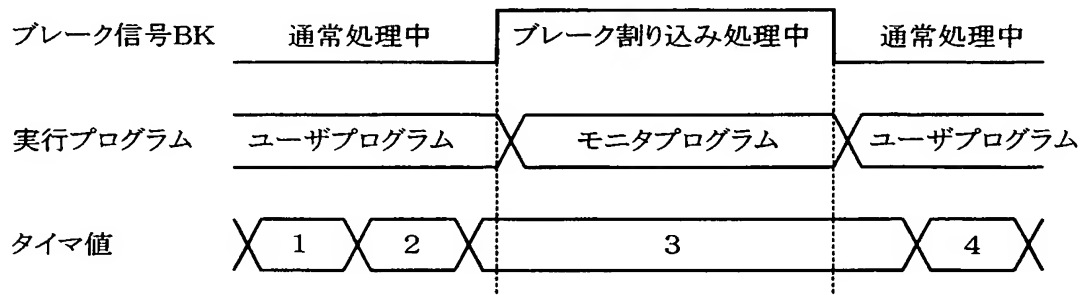 ブレーク信号BK 通常処理中 ブレーク割り込み処理中 通常処理中
実行プログラム ユーザプログラム モニタプログラム ユーザプログラム
タイマ値 1 2 3 4